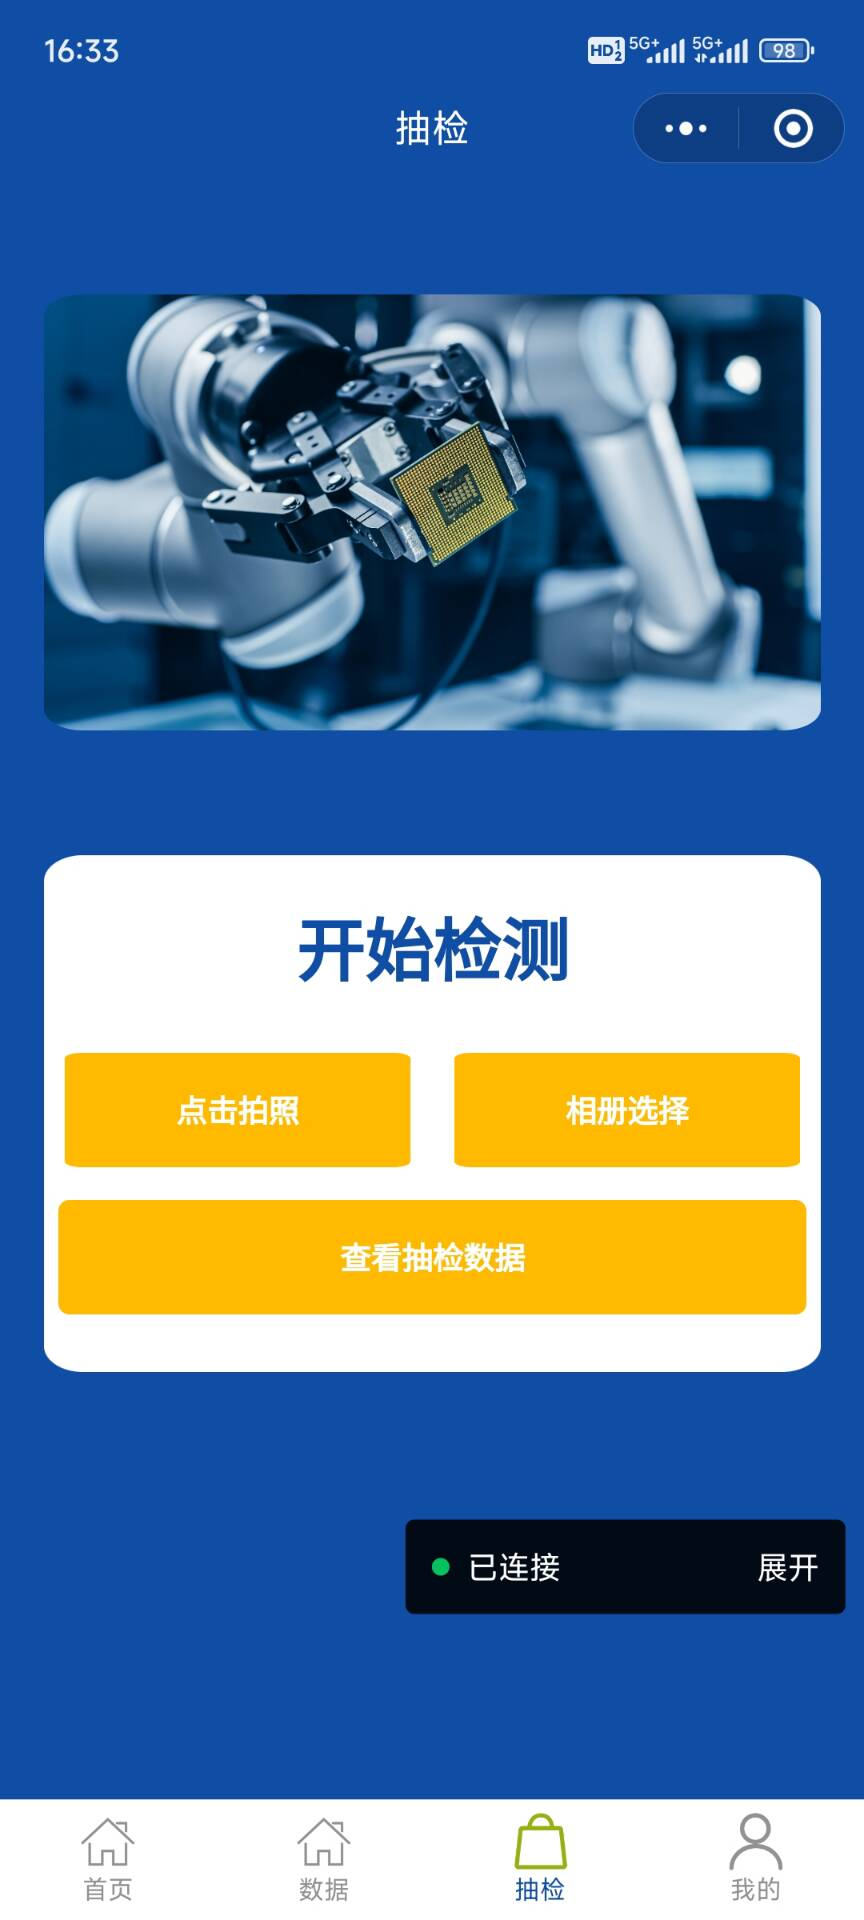 16:33
HD 1 2 5G+ 5G+ 98
抽检
开始检测
点击拍照 相册选择
查看抽检数据
已连接 展开
首页 数据 抽检 我的